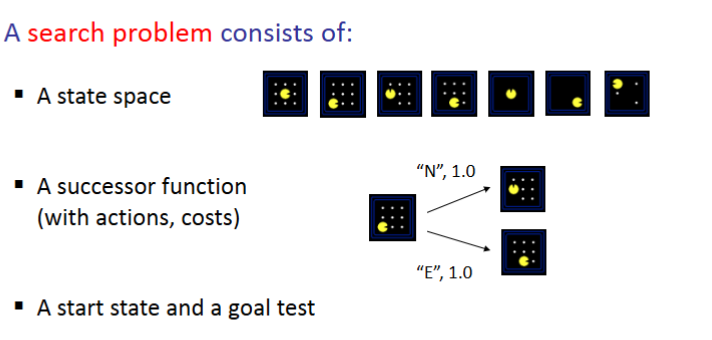 A search problem consists of:
▪ A state space
"N", 1.0
▪ A successor function
(with actions, costs)
"E", 1.0
▪ A start state and a goal test